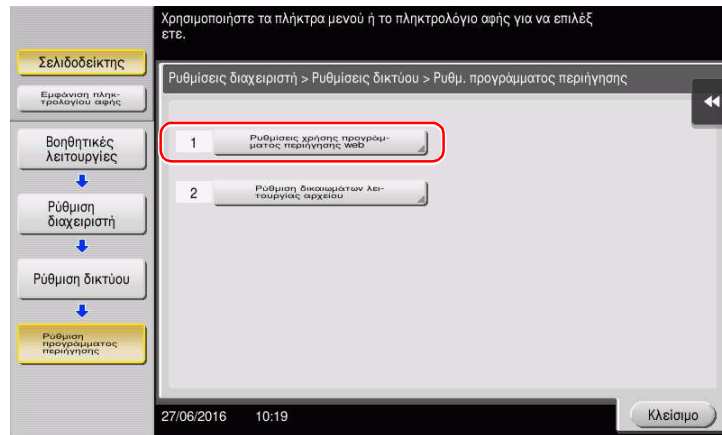 Χρησιμοποιήστε τα πλήκτρα μενού ή το πληκτρολόγιο αφής για να επιλέξ
ετε.
Σελιδοδείκτης
Εμφάνιση πληκ-
τρολογίου αφής
Βοηθητικές
λειτουργίες
Ρύθμιση
διαχειριστή
Ρύθμιση δικτύου
Ρύθμιση
προγράμματος
περιήγησης
Ρυθμίσεις διαχειριστή > Ρυθμίσεις δικτύου > Ρυθμ. προγράμματος περιήγησης
1 Ρυθμίσεις χρήσης προγράμ-
ματος περιήγησης web
2 Ρύθμιση δικαιωμάτων λει-
τουργίας αρχείου
27/06/2016 10:19
Κλείσιμο